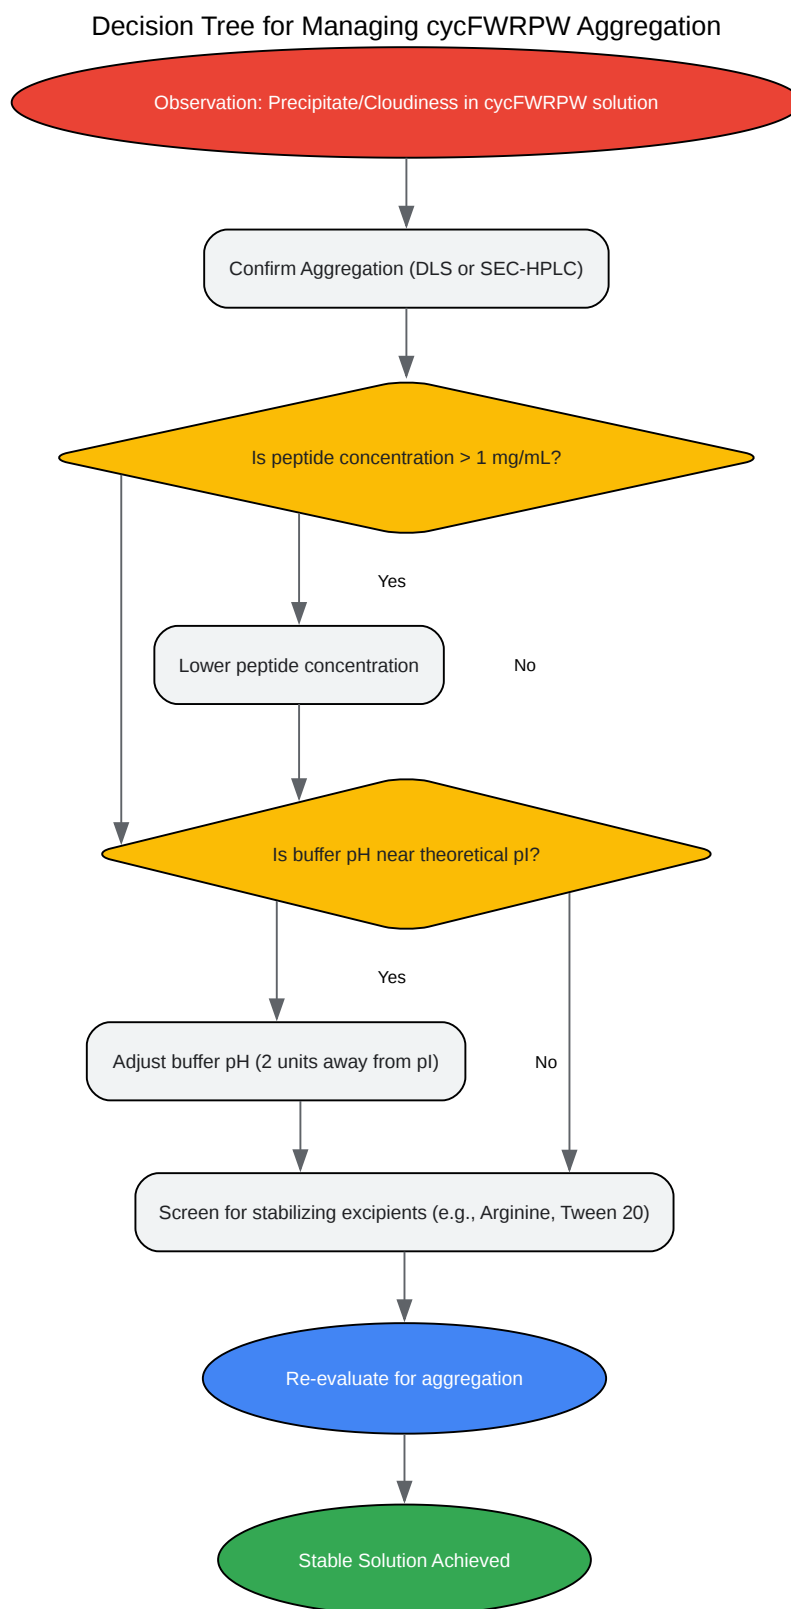 Decision Tree for Managing cycFWRPW Aggregation
Observation: Precipitate/Cloudiness in cycFWRPW solution
Confirm Aggregation (DLS or SEC-HPLC)
Is peptide concentration > 1 mg/mL?
Yes
Lower peptide concentration
No
Is buffer pH near theoretical pI?
Yes
Adjust buffer pH (2 units away from pI)
No
Screen for stabilizing excipients (e.g., Arginine, Tween 20)
Re-evaluate for aggregation
Stable Solution Achieved